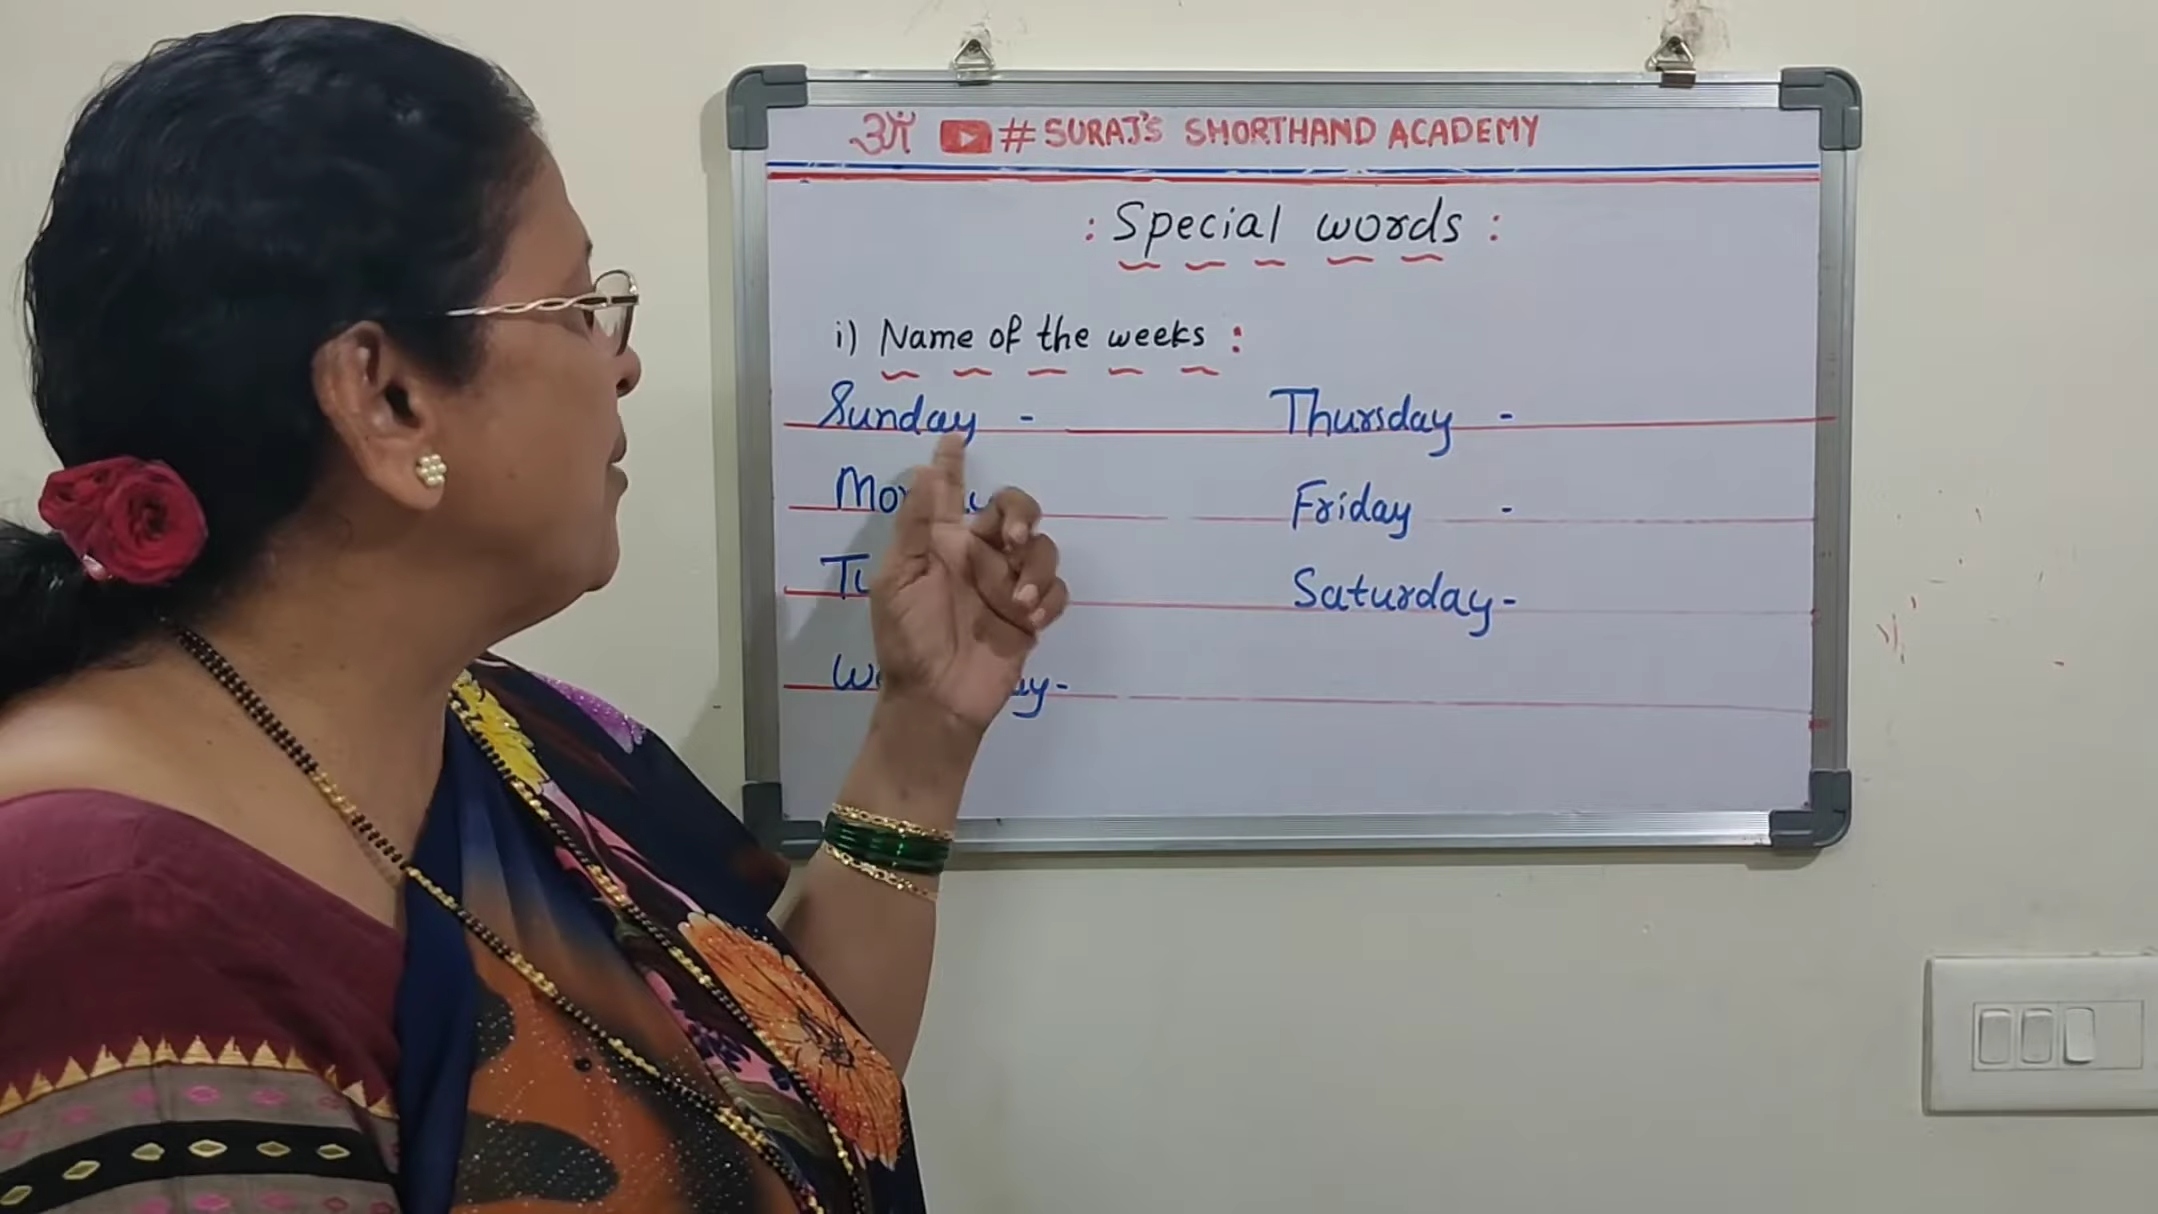 ॐ # SURAJ'S SHORTHAND ACADEMY
: Special words :
i) Name of the weeks :
Sunday -
Thursday -
Friday -
Saturday -